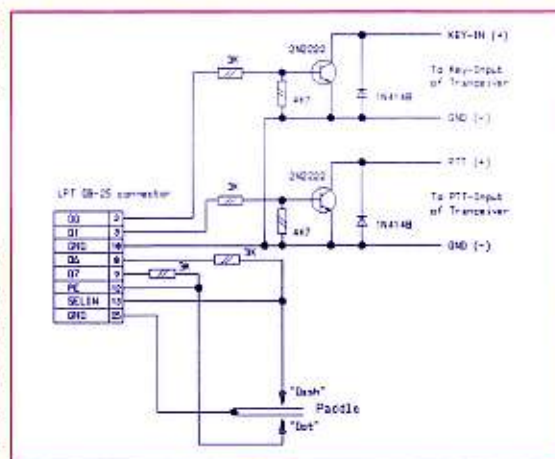 2N2222
KEY-IN (+)
3K
To Key-Input
of Tranceiver
4K7
1N4148
GND (-)
2N2222
PTT (+)
LPT DB-25 connector
3K
To PTT-Input
of Tranceiver
4K7
1N4148
GND (-)
D0 2
D1 3
GND 18
D6 8
3K
D7 9
3K
PE 12
SELIN 13
GND 25
"Dash"
Paddle
"Dot"